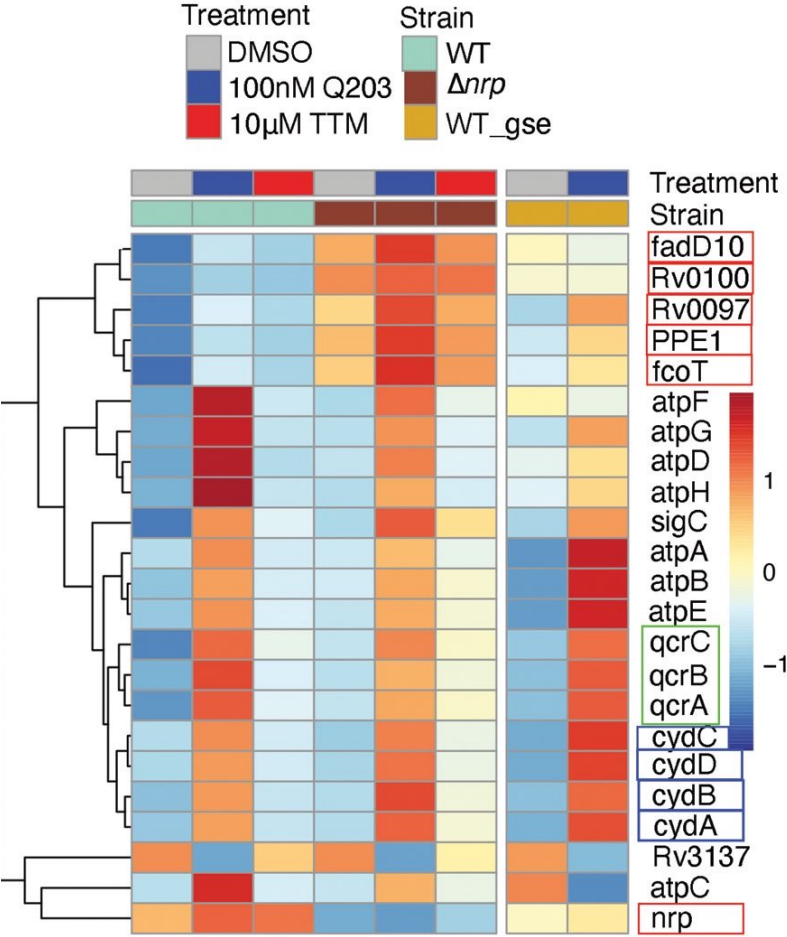 Treatment Strain
DMSO WT
100nM Q203 Δnrp
10µM TTM WT_gse
Treatment
Strain
fadD10
Rv0100
Rv0097
PPE1
fcoT
atpF
atpG
atpD
atpH
1
sigC
atpA
0
atpB
atpE
qcrC
−1
qcrB
qcrA
cydC
cydD
cydB
cydA
Rv3137
atpC
nrp